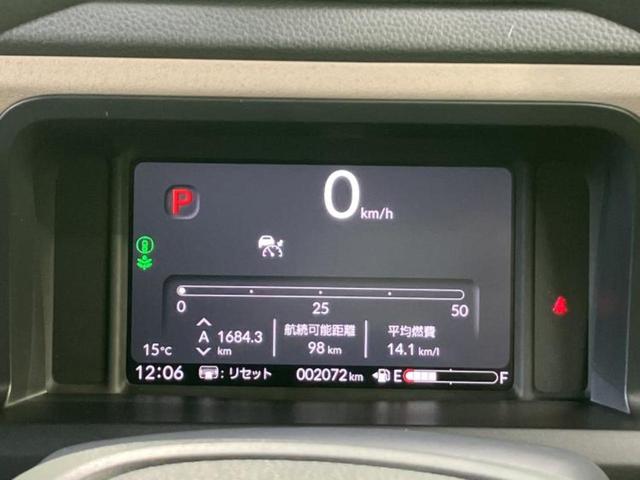 P
0 km/h
0 25 50
A 1684.3 km
航続可能距離
98 km
平均燃費
14.1 km/l
15℃
12:06 : リセット 002072 km E F